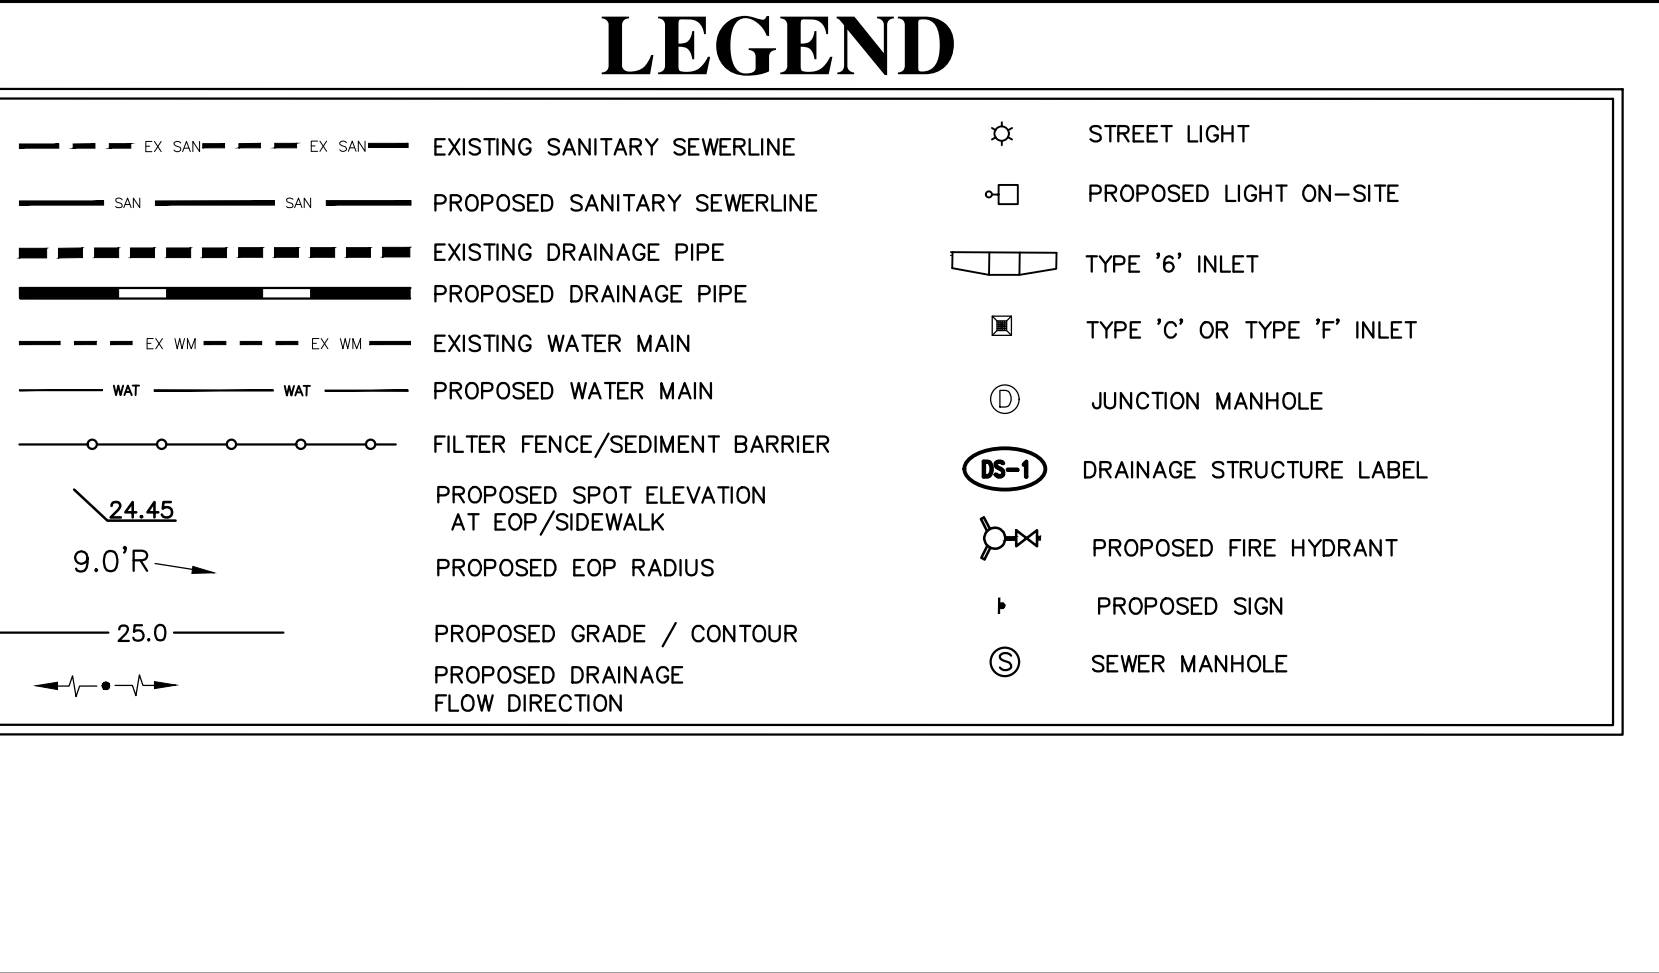 LEGEND
EX SAN EX SAN EXISTING SANITARY SEWERLINE
SAN SAN PROPOSED SANITARY SEWERLINE
EXISTING DRAINAGE PIPE
PROPOSED DRAINAGE PIPE
EX WM EX WM EXISTING WATER MAIN
WAT WAT PROPOSED WATER MAIN
FILTER FENCE/SEDIMENT BARRIER
24.45 PROPOSED SPOT ELEVATION
AT EOP/SIDEWALK
9.0'R PROPOSED EOP RADIUS
25.0 PROPOSED GRADE / CONTOUR
PROPOSED DRAINAGE
FLOW DIRECTION
STREET LIGHT
PROPOSED LIGHT ON-SITE
TYPE '6' INLET
TYPE 'C' OR TYPE 'F' INLET
D JUNCTION MANHOLE
DS-1 DRAINAGE STRUCTURE LABEL
PROPOSED FIRE HYDRANT
PROPOSED SIGN
S SEWER MANHOLE